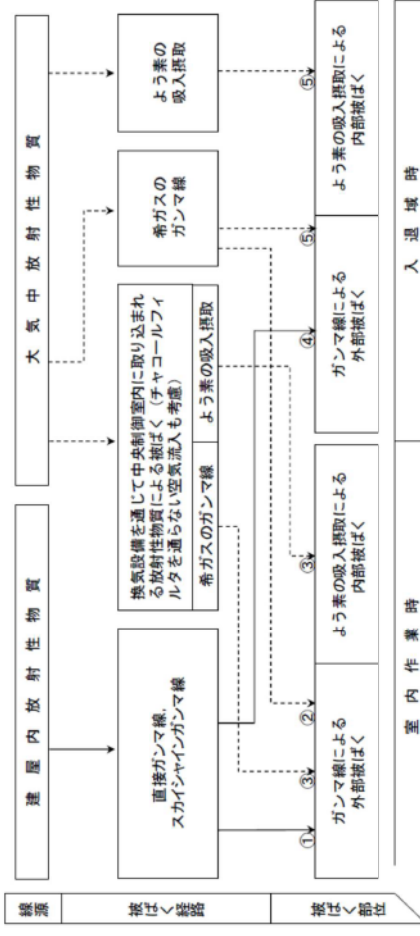 線源
建屋内放射性物質
大気中放射性物質
被ばく経路
直接ガンマ線,
スカイシャインガンマ線
換気設備を通じて中央制御室内に取り込まれ
る放射性物質による被ばく（チャコールフィ
ルタを通らない空気流入も考慮）
希ガスのガンマ線
よう素の吸入摂取
希ガスの
ガンマ線
よう素の
吸入摂取
被ばく部位
①
③
②
ガンマ線による
外部被ばく
③
よう素の吸入摂取による
内部被ばく
④
⑤
ガンマ線による
外部被ばく
⑤
よう素の吸入摂取による
内部被ばく
室内作業時
入退域時